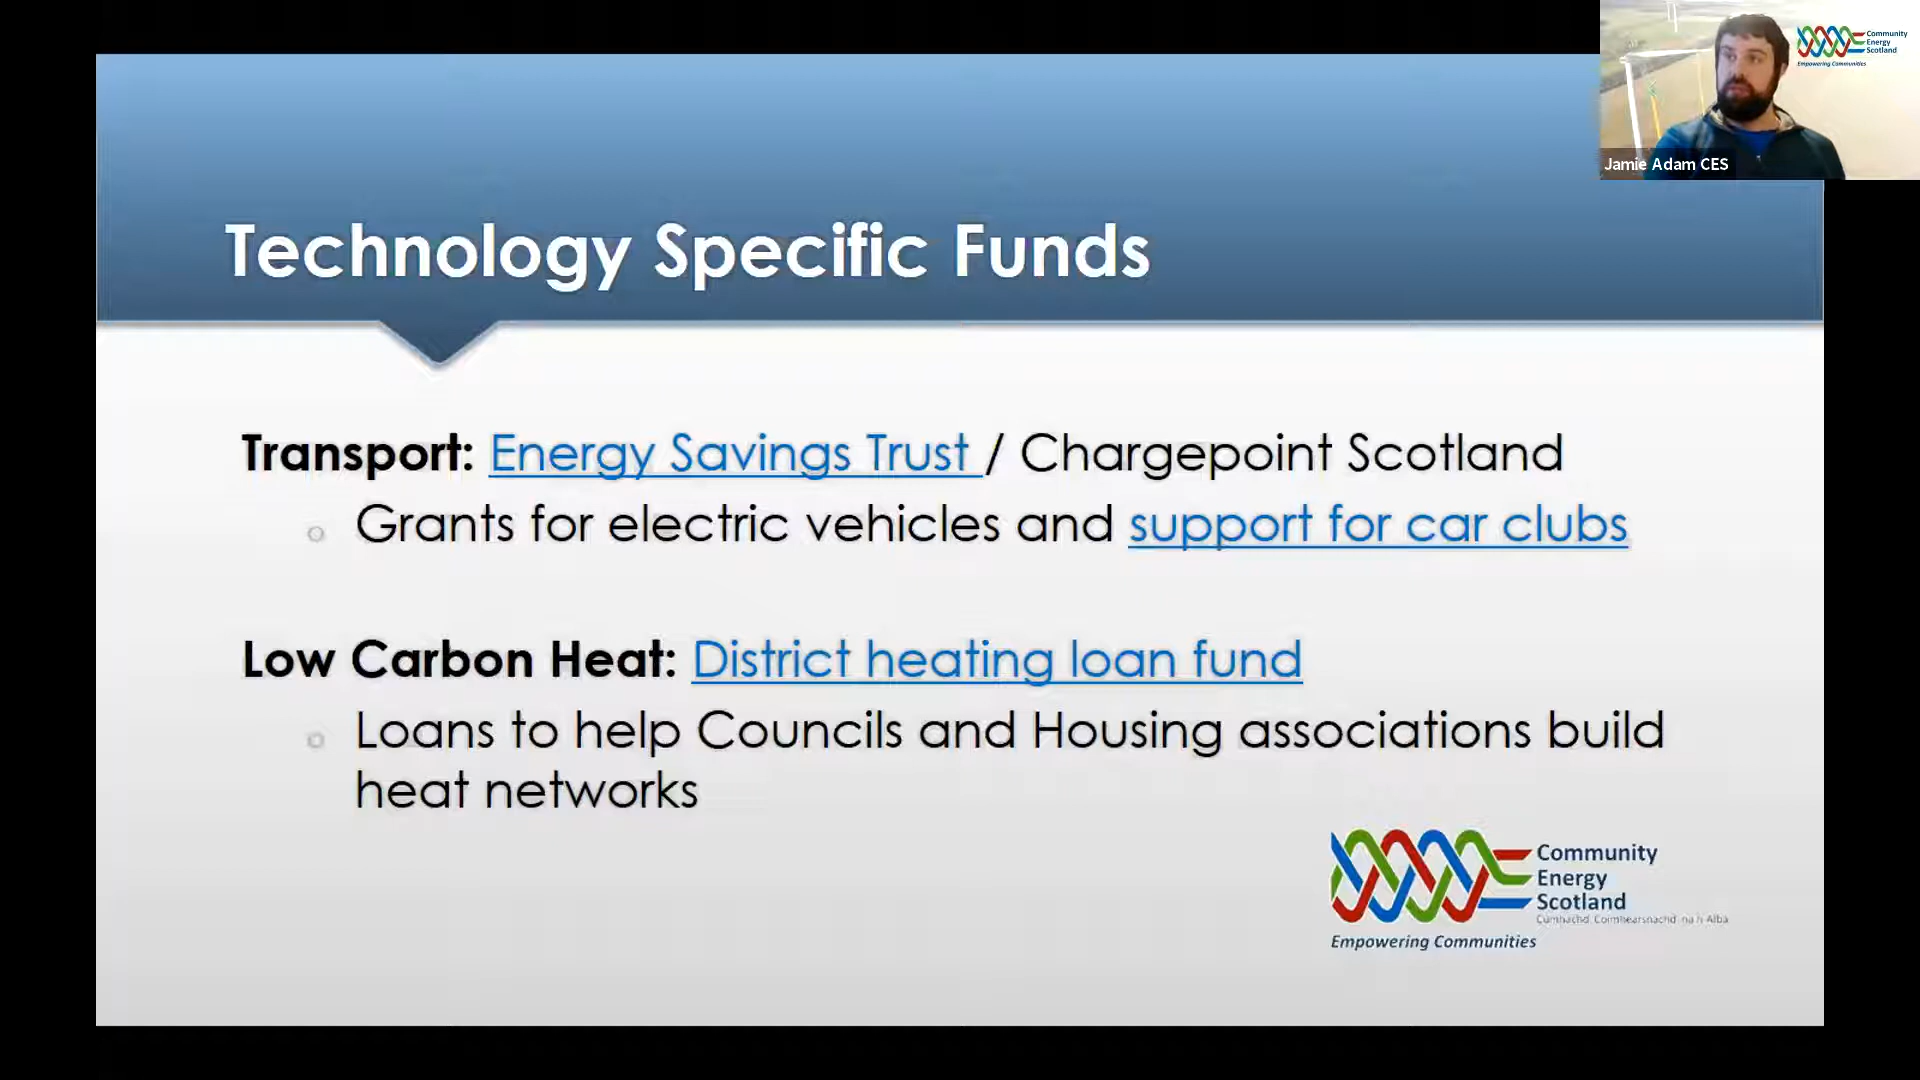 Community
Energy
Scotland
Empowering Communities
Jamie Adam CES
Technology Specific Funds
Transport: Energy Savings Trust / Chargepoint Scotland
Grants for electric vehicles and support for car clubs
Low Carbon Heat: District heating loan fund
Loans to help Councils and Housing associations build
heat networks
Community
Energy
Scotland
Cumhachd Coimhearsnachd na h Alba
Empowering Communities